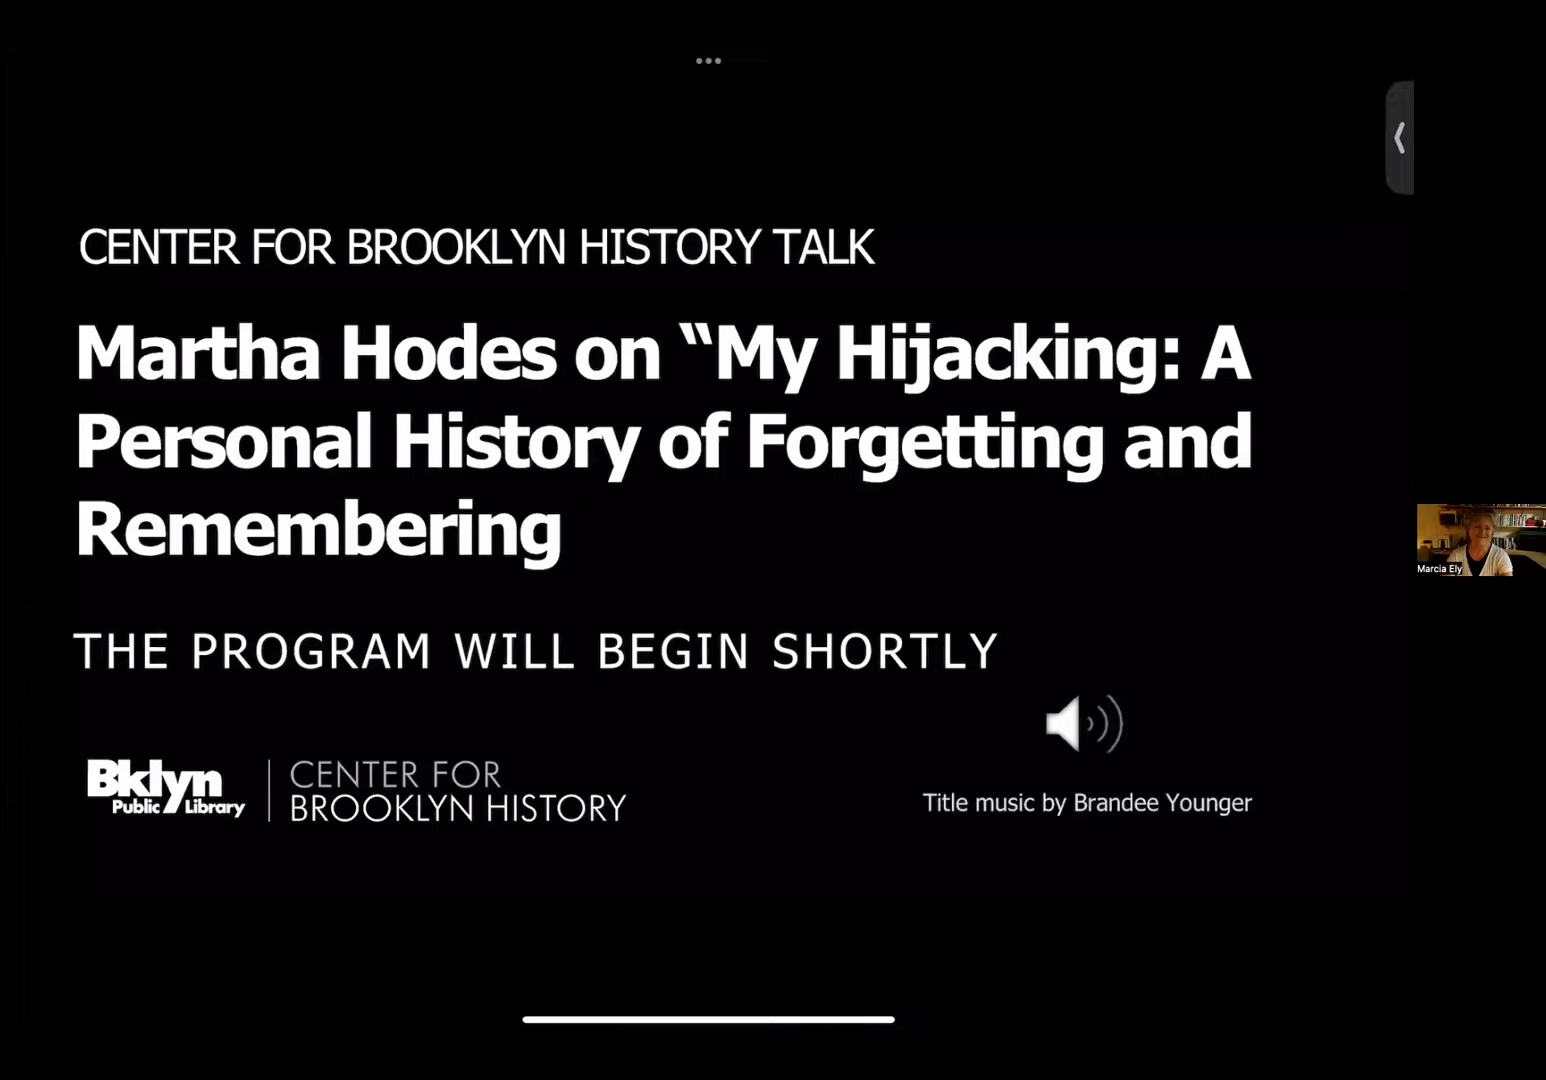 CENTER FOR BROOKLYN HISTORY TALK
Martha Hodes on “My Hijacking: A
Personal History of Forgetting and
Remembering
THE PROGRAM WILL BEGIN SHORTLY
Bklyn
Public Library
CENTER FOR
BROOKLYN HISTORY
Title music by Brandee Younger
Marcia Ely